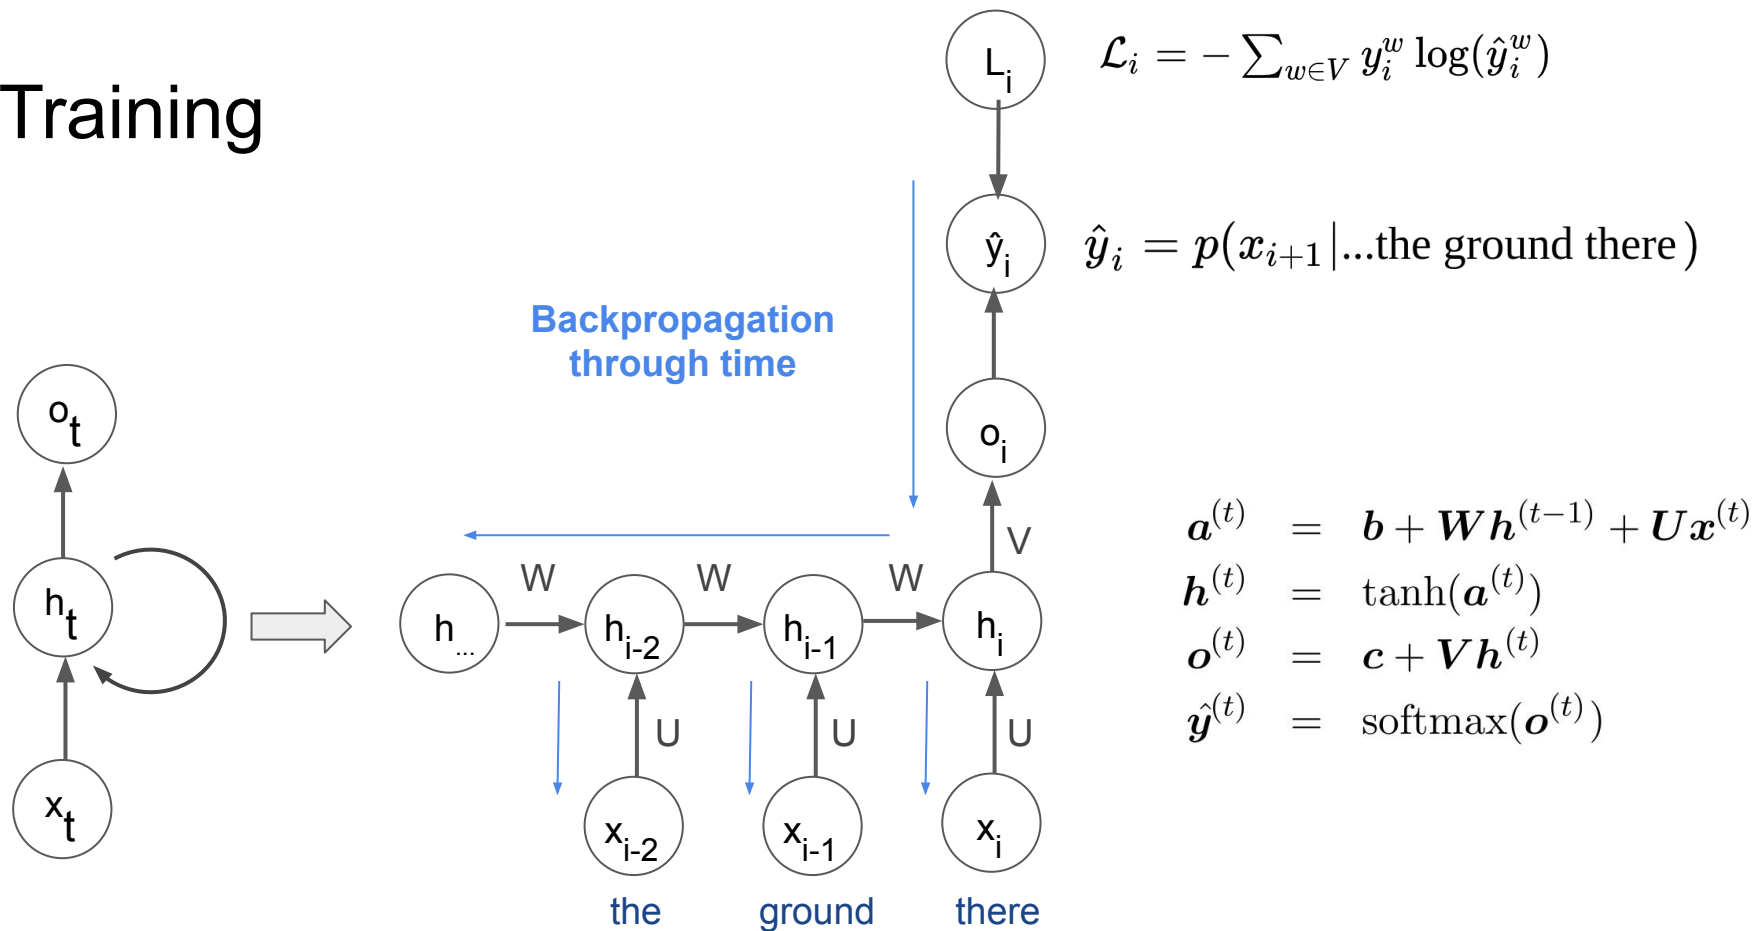 Training
L_i
ℒ_i = − ∑_{w∈V} y_i^w log(ŷ_i^w)
ŷ_i
ŷ_i = p(x_{i+1}|...the ground there)
Backpropagation
through time
o_t
h_t
x_t
o_i
V
W
W
W
h_...
h_{i-2}
h_{i-1}
h_i
U
U
U
x_{i-2}
x_{i-1}
x_i
the
ground
there
a^{(t)} = b + Wh^{(t−1)} + Ux^{(t)}
h^{(t)} = tanh(a^{(t)})
o^{(t)} = c + Vh^{(t)}
ŷ^{(t)} = softmax(o^{(t)})